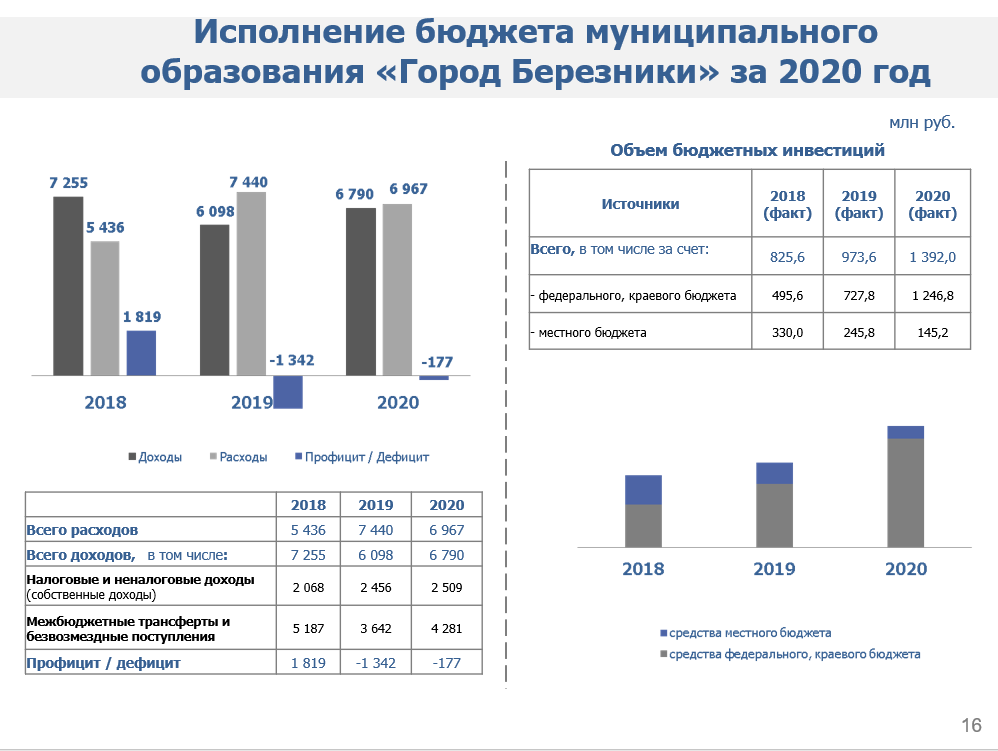 Исполнение бюджета муниципального
образования «Город Березники» за 2020 год
млн руб.
7 255
5 436
1 819
6 098
7 440
-1 342
6 790
6 967
-177
2018
2019
2020
Доходы Расходы Профицит / Дефицит
2018 2019 2020
Всего расходов 5 436 7 440 6 967
Всего доходов, в том числе: 7 255 6 098 6 790
Налоговые и неналоговые доходы
(собственные доходы) 2 068 2 456 2 509
Межбюджетные трансферты и
безвозмездные поступления 5 187 3 642 4 281
Профицит / дефицит 1 819 -1 342 -177
Объем бюджетных инвестиций
Источники 2018 (факт) 2019 (факт) 2020 (факт)
Всего, в том числе за счет: 825,6 973,6 1 392,0
- федерального, краевого бюджета 495,6 727,8 1 246,8
- местного бюджета 330,0 245,8 145,2
2018 2019 2020
средства местного бюджета
средства федерального, краевого бюджета
16